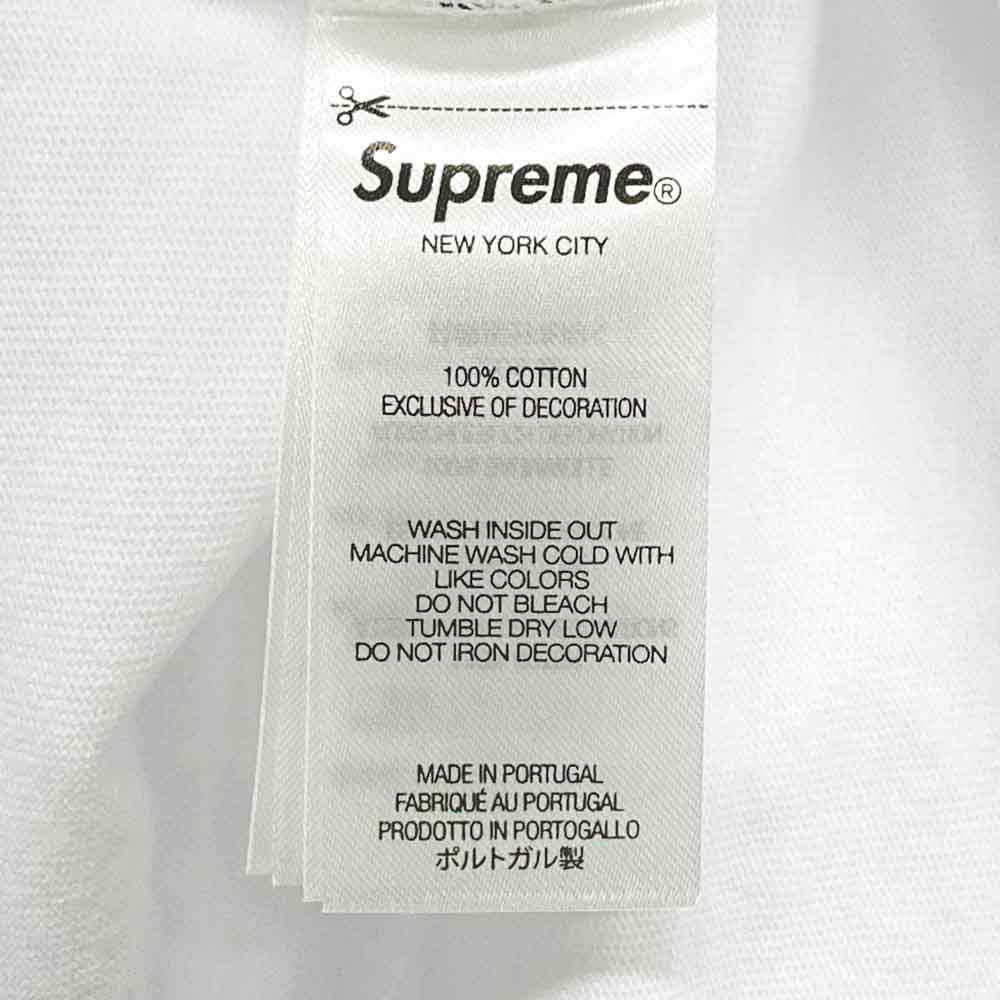 Supreme®
NEW YORK CITY
100% COTTON
EXCLUSIVE OF DECORATION
WASH INSIDE OUT
MACHINE WASH COLD WITH
LIKE COLORS
DO NOT BLEACH
TUMBLE DRY LOW
DO NOT IRON DECORATION
MADE IN PORTUGAL
FABRIQUÉ AU PORTUGAL
PRODOTTO IN PORTOGALLO
ポルトガル製